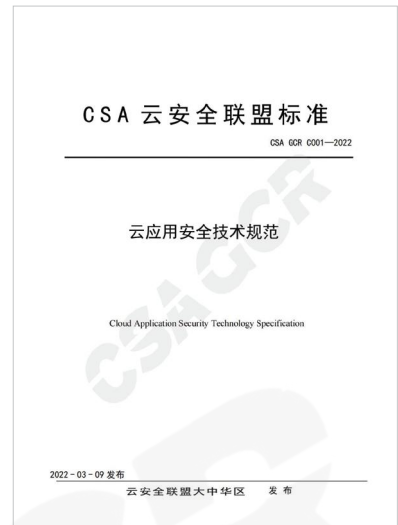 CSA 云安全联盟标准
CSA GCR C001—2022
云应用安全技术规范
Cloud Application Security Technology Specification
CSA GCR
2022-03-09 发布
云安全联盟大中华区 发布